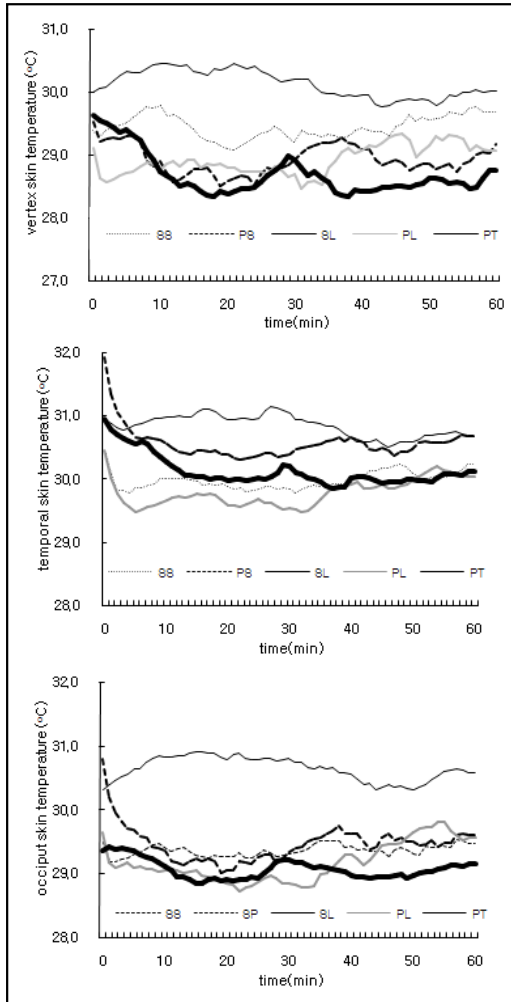 31,0
30,0
29,0
28,0
27,0
vertex skin temperature (°C)
SS PS SL PL PT
0 10 20 30 40 50 60
time(min)
32,0
31,0
30,0
29,0
28,0
temporal skin temperature (°C)
SS PS SL PL PT
0 10 20 30 40 50 60
time(min)
32,0
31,0
30,0
29,0
28,0
occiput skin temperature (°C)
SS SP SL PL PT
0 10 20 30 40 50 60
time(min)